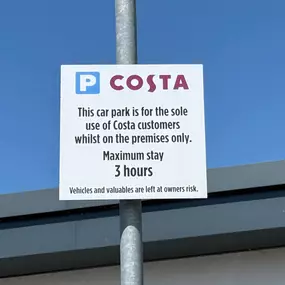 P COSTA
This car park is for the sole
use of Costa customers
whilst on the premises only.
Maximum stay
3 hours
Vehicles and valuables are left at owners risk.